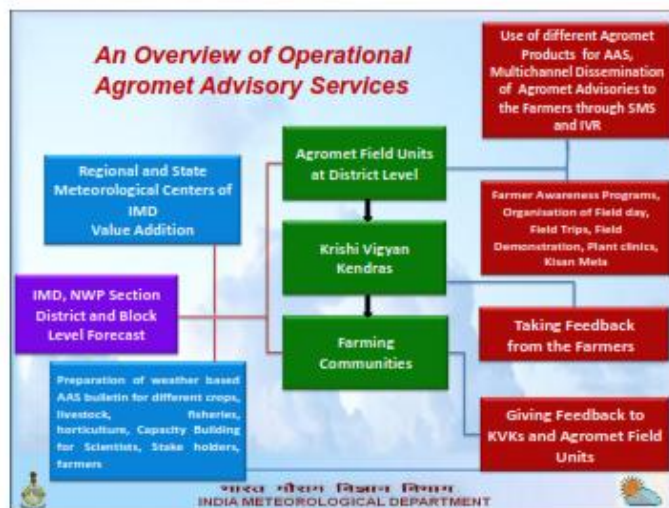 An Overview of Operational
Agromet Advisory Services
Use of different Agromet
Products for AAS,
Multichannel Dissemination
of Agromet Advisories to
the Farmers through SMS
and IVR
Regional and State
Meteorological Centers of
IMD
Value Addition
Agromet Field Units
at District Level
Farmer Awareness Programs,
Organisation of Field day,
Field Trips, Field
Demonstration, Plant clinics,
Kisan Mela
Krishi Vigyan
Kendras
IMD, NWP Section
District and Block
Level Forecast
Farming
Communities
Taking Feedback
from the Farmers
Preparation of weather based
AAS bulletin for different crops,
livestock, fisheries,
horticulture, Capacity Building
for Scientists, Stake holders,
farmers
Giving Feedback to
KVKs and Agromet Field
Units
भारत मौसम विज्ञान विभाग
INDIA METEOROLOGICAL DEPARTMENT